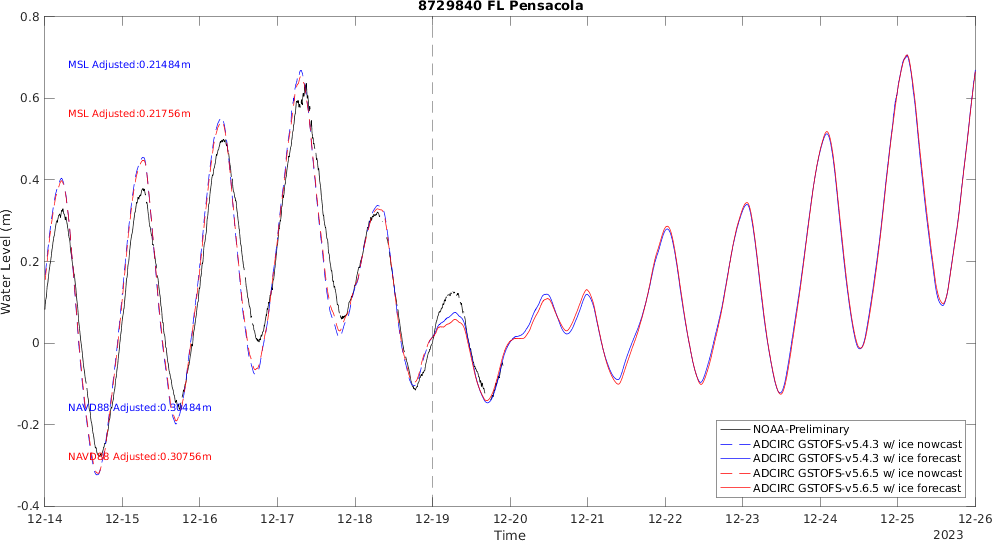 8729840 FL Pensacola
0.8
0.6
0.4
0.2
0
-0.2
-0.4
Water Level (m)
MSL Adjusted:0.21484m
MSL Adjusted:0.21756m
NAVD88 Adjusted:0.30484m
NAVD88 Adjusted:0.30756m
NOAA-Preliminary
ADCIRC GSTOFS-v5.4.3 w/ ice nowcast
ADCIRC GSTOFS-v5.4.3 w/ ice forecast
ADCIRC GSTOFS-v5.6.5 w/ ice nowcast
ADCIRC GSTOFS-v5.6.5 w/ ice forecast
12-14 12-15 12-16 12-17 12-18 12-19 12-20 12-21 12-22 12-23 12-24 12-25 12-26
Time
2023